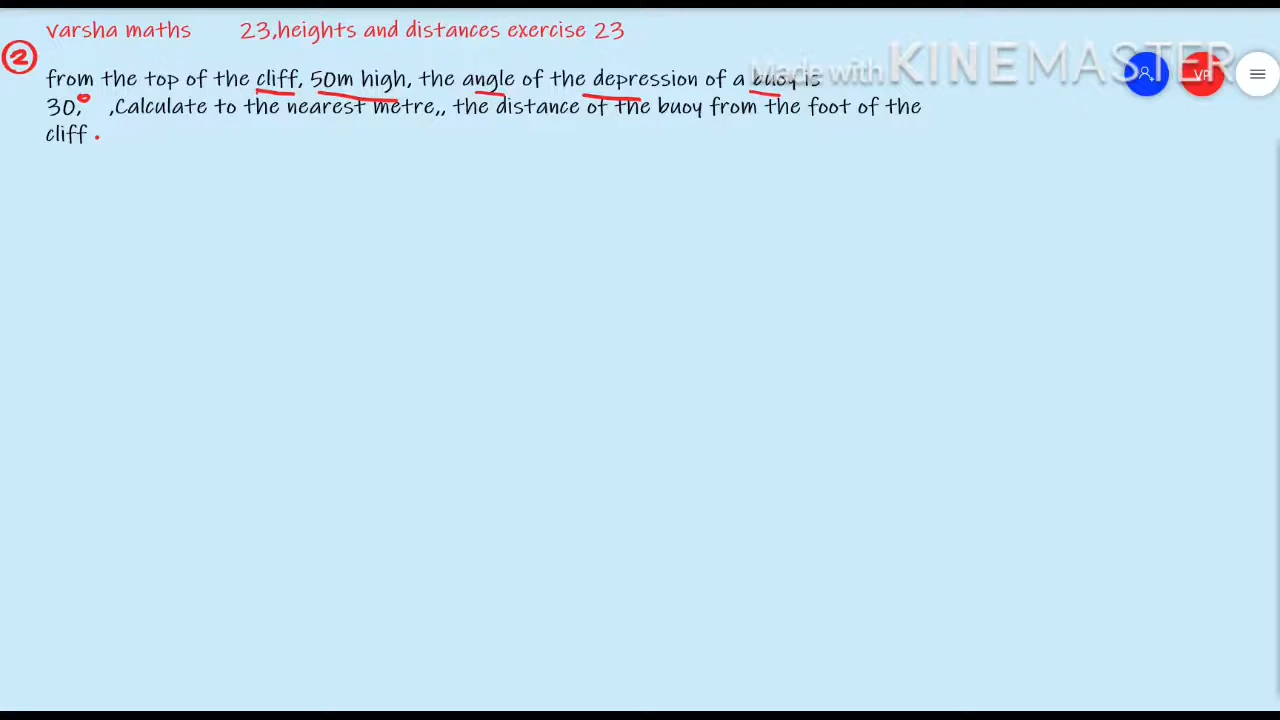 varsha maths 23,heights and distances exercise 23
2
from the top of the cliff, 50m high, the angle of the depression of a buoy is
Made with KINEMASTER
VP
30,° ,Calculate to the nearest metre,, the distance of the buoy from the foot of the
cliff .